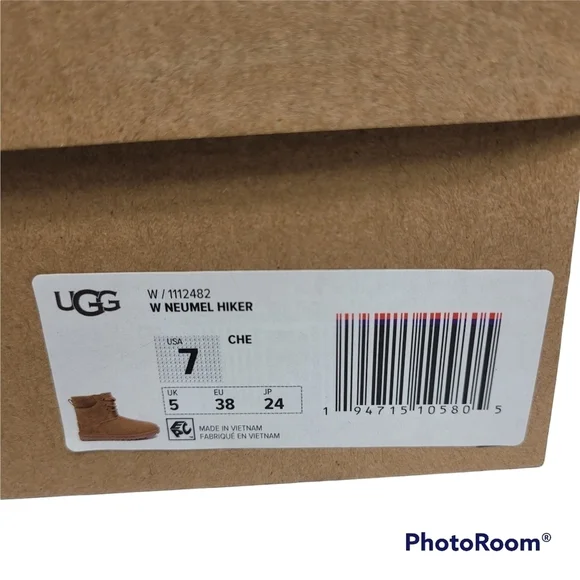 UGG
W / 1112482
W NEUMEL HIKER
USA
7
CHE
UK
5
EU
38
JP
24
MADE IN VIETNAM
FABRIQUÉ EN VIETNAM
1 94715 10580 5
PhotoRoom®